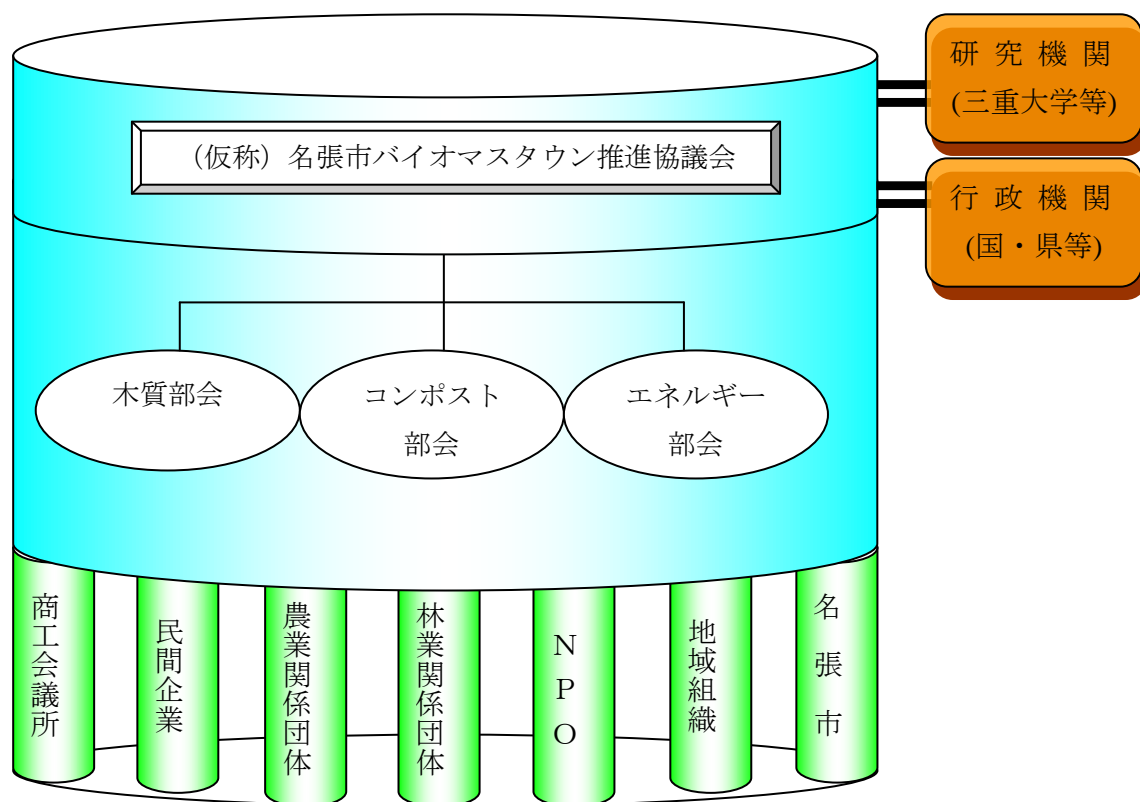 研究機関
(三重大学等)
（仮称）名張市バイオマスタウン推進協議会
行政機関
(国・県等)
木質部会
コンポスト
部会
エネルギー
部会
商工会議所
民間企業
農業関係団体
林業関係団体
NPO
地域組織
名張市